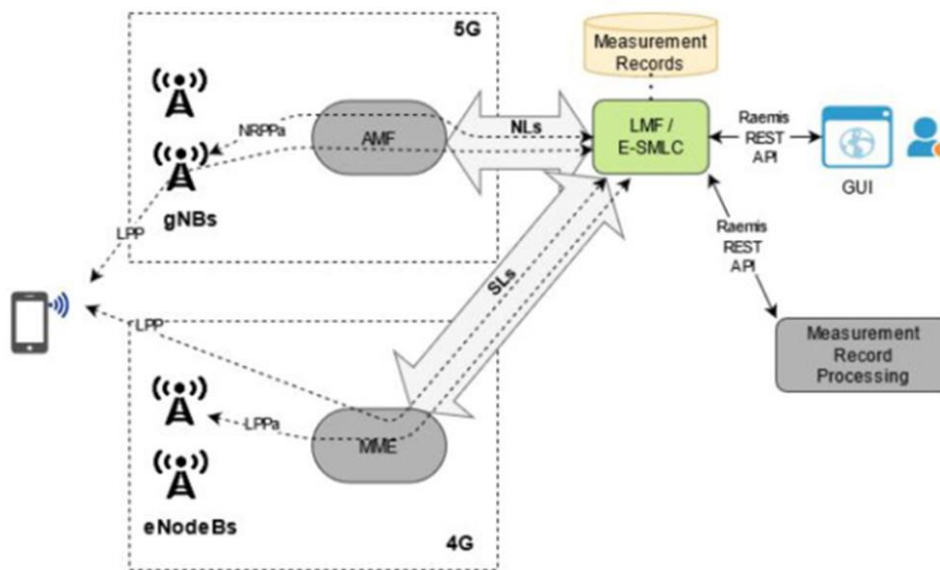 5G
Measurement
Records
NRPPa
AMF
NLs
LMF /
E-SMLC
Raemis
REST
API
GUI
gNBs
LPP
Raemis
REST
API
SLs
LPP
Measurement
Record
Processing
LPPa
MME
eNodeBs
4G